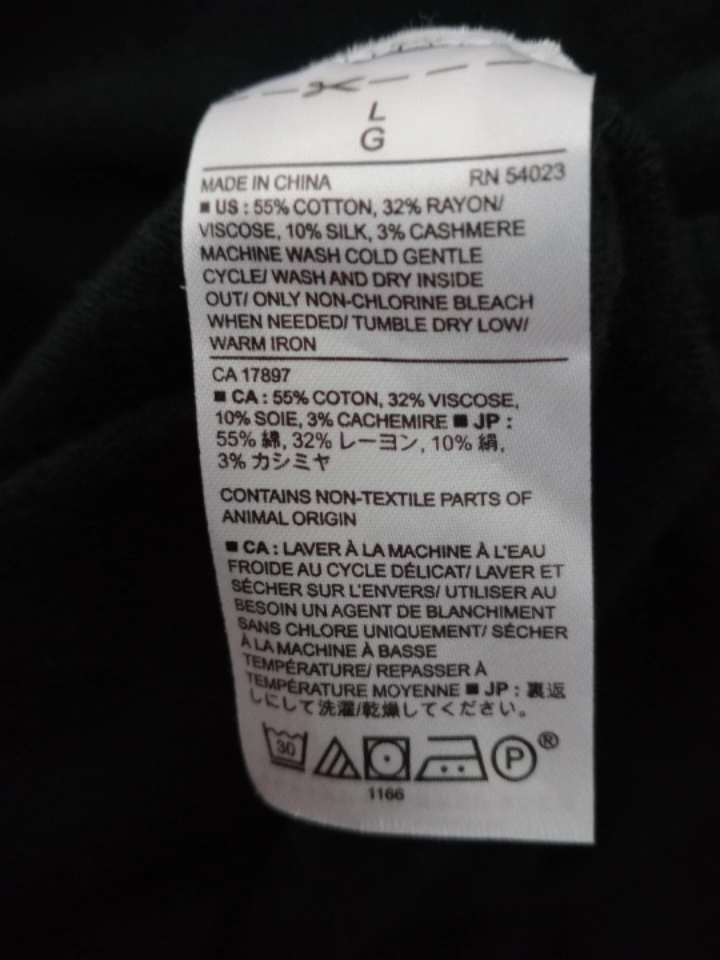 L
G
MADE IN CHINA RN 54023
■ US : 55% COTTON, 32% RAYON/
VISCOSE, 10% SILK, 3% CASHMERE
MACHINE WASH COLD GENTLE
CYCLE/ WASH AND DRY INSIDE
OUT/ ONLY NON-CHLORINE BLEACH
WHEN NEEDED/ TUMBLE DRY LOW/
WARM IRON
CA 17897
■ CA : 55% COTON, 32% VISCOSE,
10% SOIE, 3% CACHEMIRE ■ JP :
55% 綿, 32% レーヨン, 10% 絹,
3% カシミヤ
CONTAINS NON-TEXTILE PARTS OF
ANIMAL ORIGIN
■ CA : LAVER À LA MACHINE À L'EAU
FROIDE AU CYCLE DÉLICAT/ LAVER ET
SÉCHER SUR L'ENVERS/ UTILISER AU
BESOIN UN AGENT DE BLANCHIMENT
SANS CHLORE UNIQUEMENT/ SÉCHER
À LA MACHINE À BASSE
TEMPÉRATURE/ REPASSER À
TEMPÉRATURE MOYENNE ■ JP : 裏返
しにして洗濯/乾燥してください。
30 P ®
1166